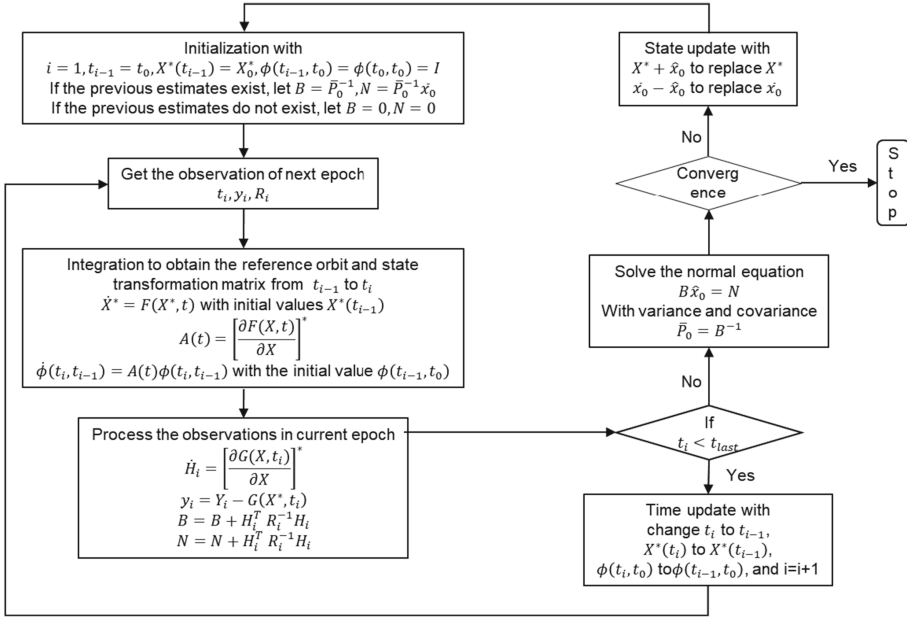 Initialization with
i = 1, t_{i-1} = t_0, X^*(t_{i-1}) = X_0^*, ϕ(t_{i-1}, t_0) = ϕ(t_0, t_0) = I
If the previous estimates exist, let B = P̄_0^{-1}, N = P̄_0^{-1}ẋ_0
If the previous estimates do not exist, let B = 0, N = 0
Get the observation of next epoch
t_i, y_i, R_i
Integration to obtain the reference orbit and state
transformation matrix from t_{i-1} to t_i
Ẋ^* = F(X^*, t) with initial values X^*(t_{i-1})
A(t) = [∂F(X, t)/∂X]^*
ϕ̇(t_i, t_{i-1}) = A(t)ϕ(t_i, t_{i-1}) with the initial value ϕ(t_{i-1}, t_0)
Process the observations in current epoch
Ḣ_i = [∂G(X, t_i)/∂X]^*
y_i = Y_i − G(X^*, t_i)
B = B + H_i^T R_i^{-1}H_i
N = N + H_i^T R_i^{-1}H_i
If
t_i < t_{last}
Yes
Time update with
change t_i to t_{i-1},
X^*(t_i) to X^*(t_{i-1}),
ϕ(t_i, t_0) toϕ(t_{i-1}, t_0), and i=i+1
No
Solve the normal equation
Bx̂_0 = N
With variance and covariance
P̄_0 = B^{-1}
Converg
ence
Yes
S
t
o
p
No
State update with
X^* + x̂_0 to replace X^*
ẋ_0 − x̂_0 to replace ẋ_0